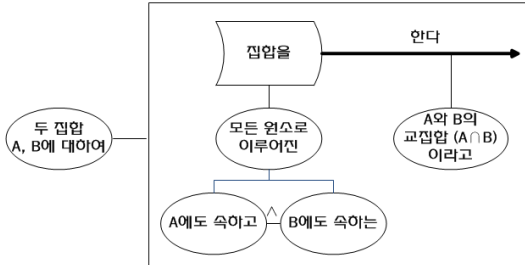 집합을
한다
두 집합
A, B에 대하여
모든 원소로
이루어진
A와 B의
교집합 (A∩B)
이라고
A에도 속하고
∧
B에도 속하는